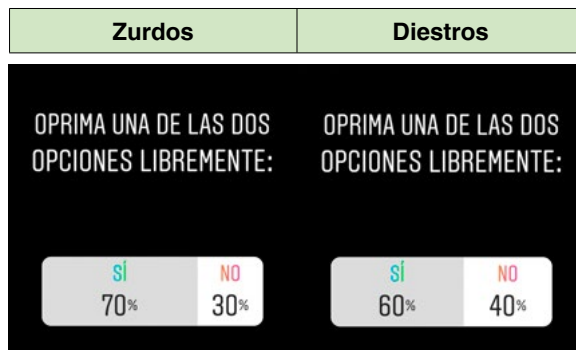 Zurdos
Diestros
OPRIMA UNA DE LAS DOS
OPCIONES LIBREMENTE:
SÍ
NO
70%
30%
OPRIMA UNA DE LAS DOS
OPCIONES LIBREMENTE:
SÍ
NO
60%
40%